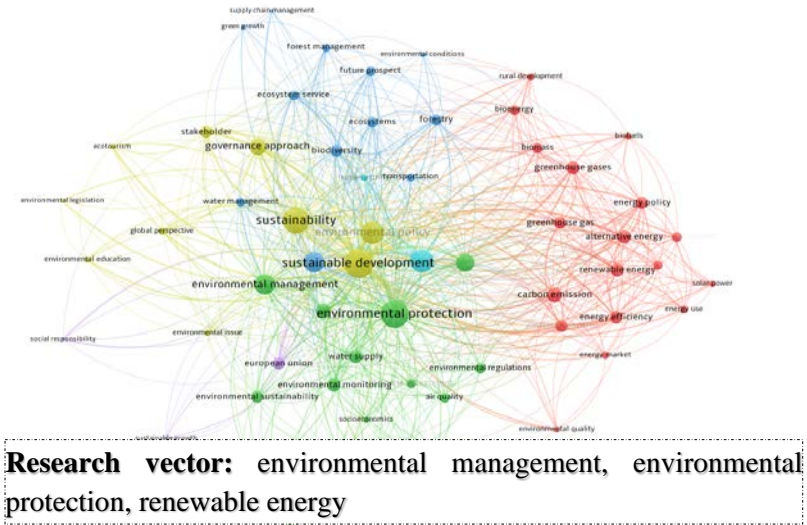 supply chain management
green growth
forest management
environmental conditions
future prospect
rural development
ecosystem service
bioenergy
ecosystems
forestry
stakeholder
biofuels
governance approach
biodiversity
biomass
ecotourism
greenhouse gases
transportation
environmental legislation
water management
energy policy
sustainability
greenhouse gas
global perspective
environmental policy
alternative energy
environmental education
sustainable development
renewable energy
environmental management
solar power
carbon emission
energy use
environmental protection
energy efficiency
environmental issue
social responsibility
water supply
energy market
european union
environmental regulations
environmental monitoring
environmental sustainability
air quality
socioeconomics
environmental quality
Research vector: environmental management, environmental
protection, renewable energy